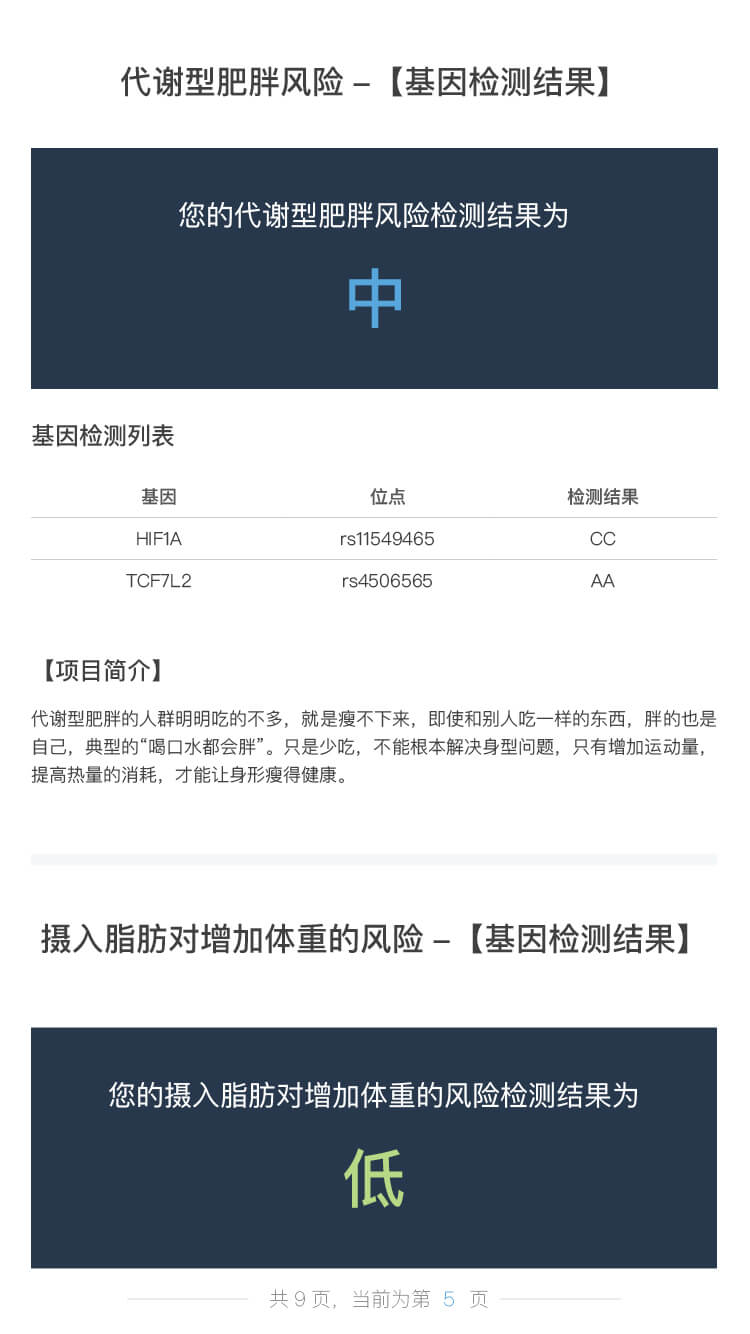 代谢型肥胖风险 –【基因检测结果】
您的代谢型肥胖风险检测结果为
中
基因检测列表
基因 位点 检测结果
HIF1A rs11549465 CC
TCF7L2 rs4506565 AA
【项目简介】
代谢型肥胖的人群明明吃的不多，就是瘦不下来，即使和别人吃一样的东西，胖的也是
自己，典型的“喝口水都会胖”。只是少吃，不能根本解决身型问题，只有增加运动量，
提高热量的消耗，才能让身形瘦得健康。
摄入脂肪对增加体重的风险 –【基因检测结果】
您的摄入脂肪对增加体重的风险检测结果为
低
共 9 页，当前为第 5 页